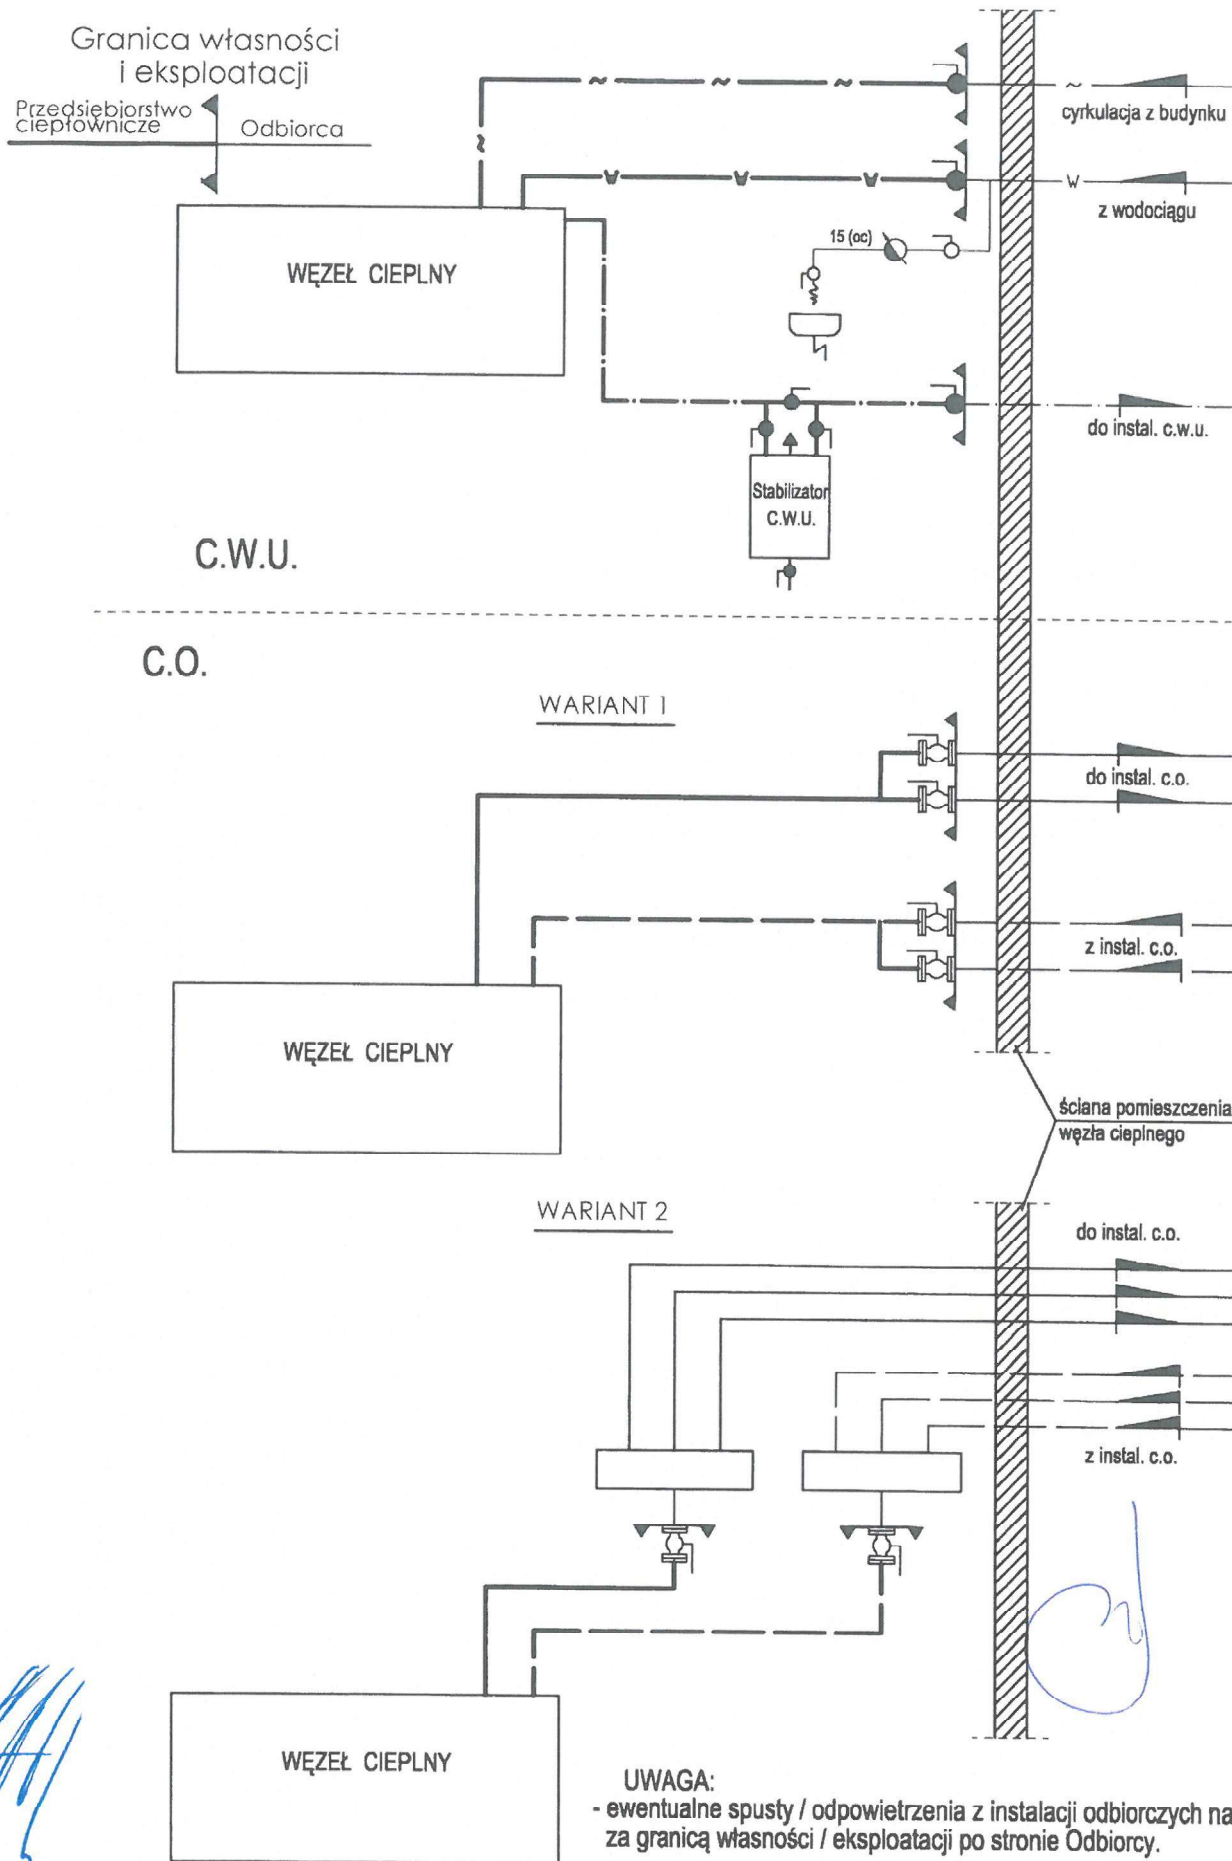 Granica własności
i eksploatacji
Przedsiębiorstwo
ciepłownicze
Odbiorca
cyrkulacja z budynku
W
z wodociągu
15 (oc)
WĘZEŁ CIEPLNY
do instal. c.w.u.
Stabilizator
C.W.U.
C.W.U.
C.O.
WARIANT 1
do instal. c.o.
z instal. c.o.
WĘZEŁ CIEPLNY
ściana pomieszczenia
węzła cieplnego
WARIANT 2
do instal. c.o.
z instal. c.o.
WĘZEŁ CIEPLNY
UWAGA:
- ewentualne spusty / odpowietrzenia z instalacji odbiorczych na
za granicą własności / eksploatacji po stronie Odbiorcy.